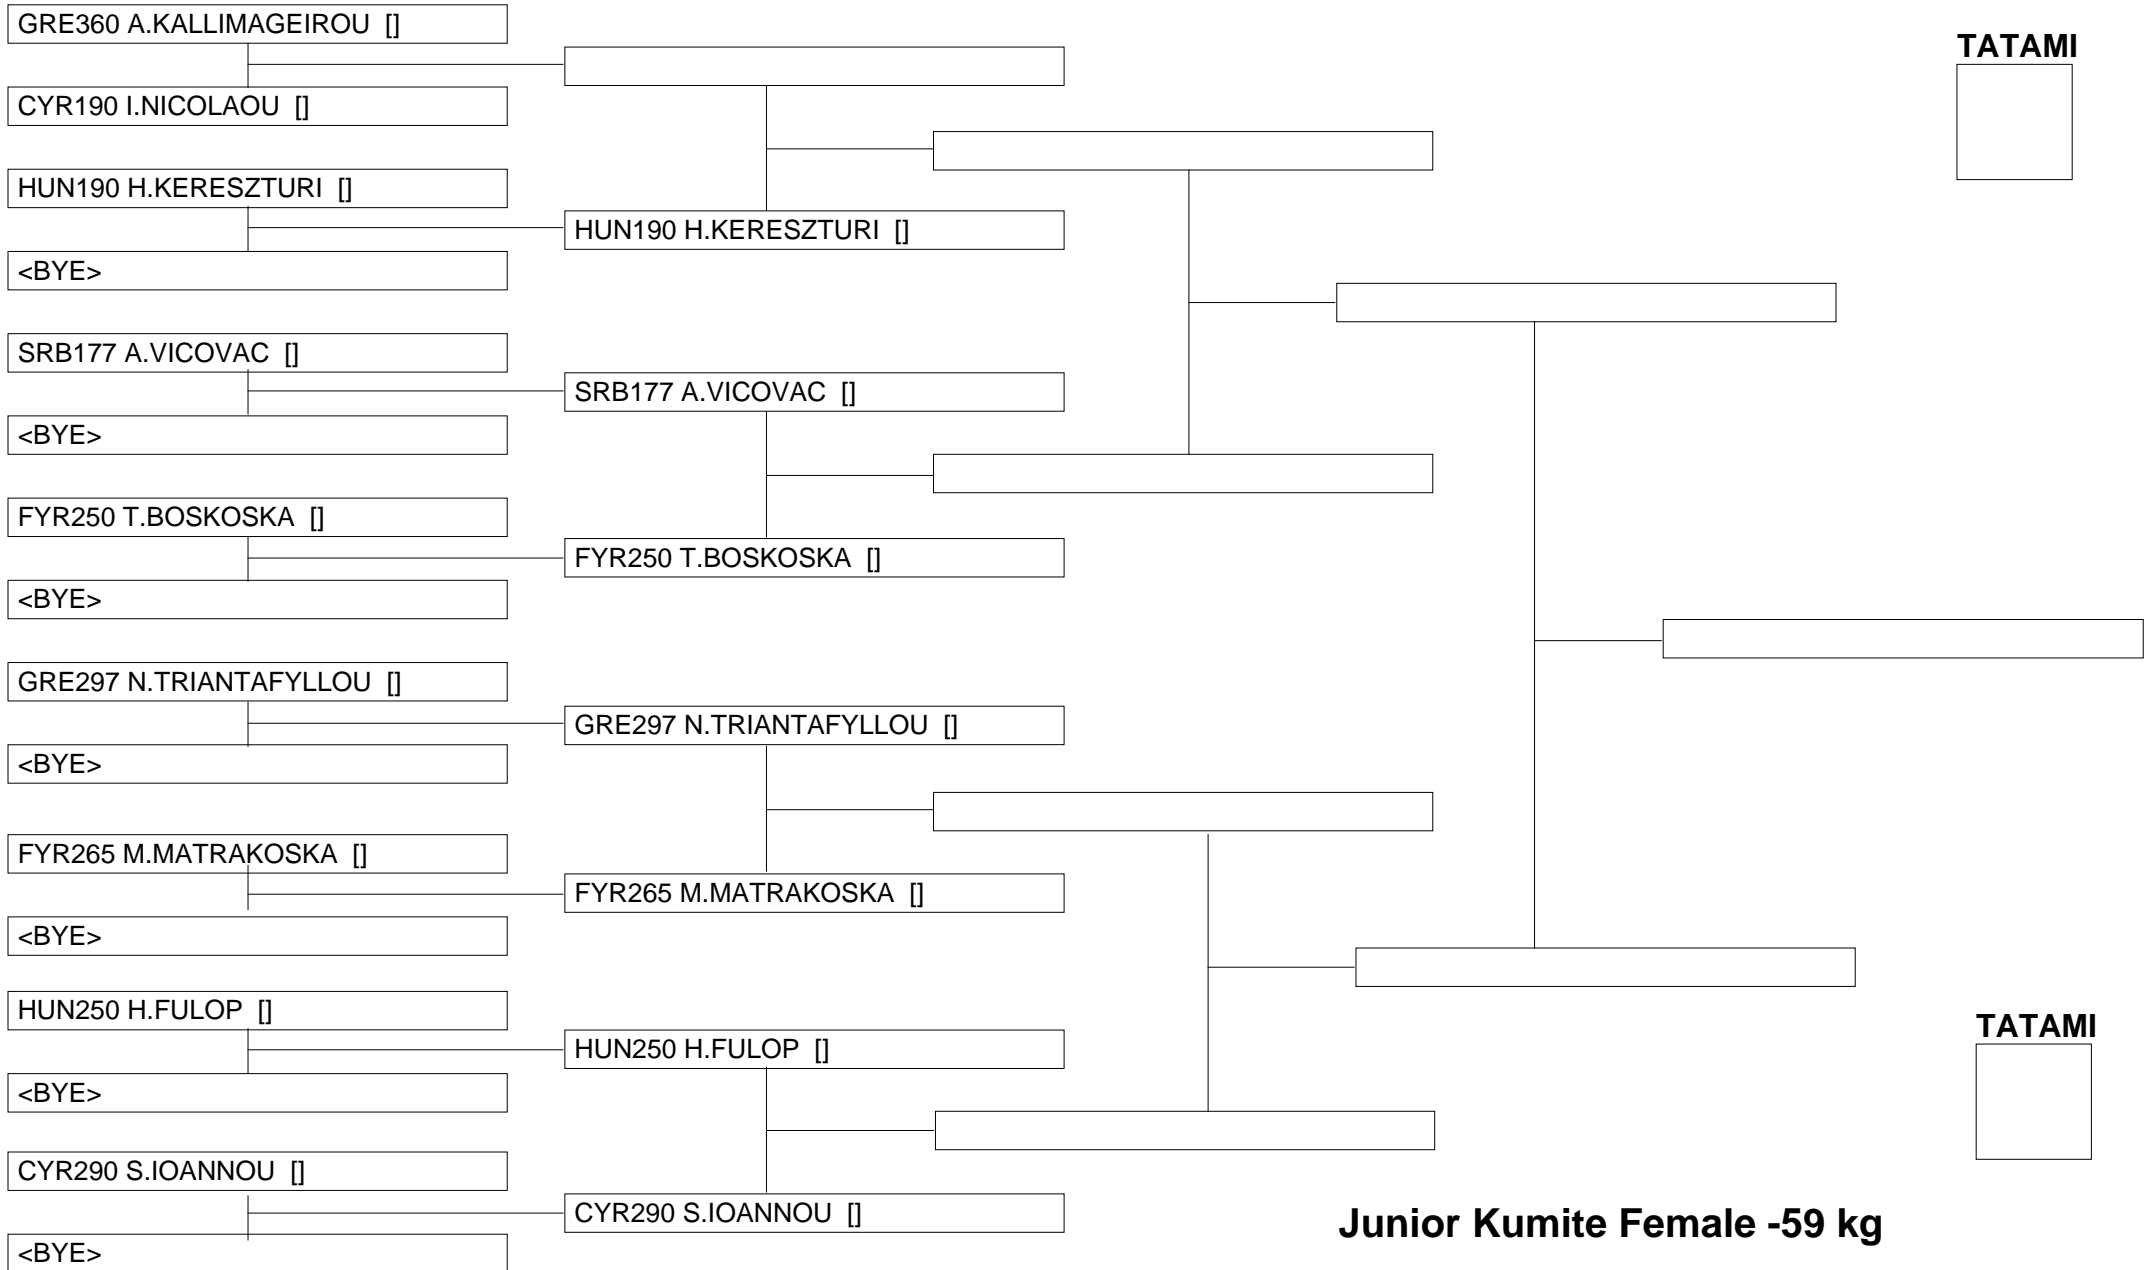 GRE360 A.KALLIMAGEIROU []
CYR190 I.NICOLAOU []
HUN190 H.KERESZTURI []
<BYE>
SRB177 A.VICOVAC []
<BYE>
FYR250 T.BOSKOSKA []
<BYE>
GRE297 N.TRIANTAFYLLOU []
<BYE>
FYR265 M.MATRAKOSKA []
<BYE>
HUN250 H.FULOP []
<BYE>
CYR290 S.IOANNOU []
<BYE>
HUN190 H.KERESZTURI []
SRB177 A.VICOVAC []
FYR250 T.BOSKOSKA []
GRE297 N.TRIANTAFYLLOU []
FYR265 M.MATRAKOSKA []
HUN250 H.FULOP []
CYR290 S.IOANNOU []
TATAMI
TATAMI
Junior Kumite Female -59 kg